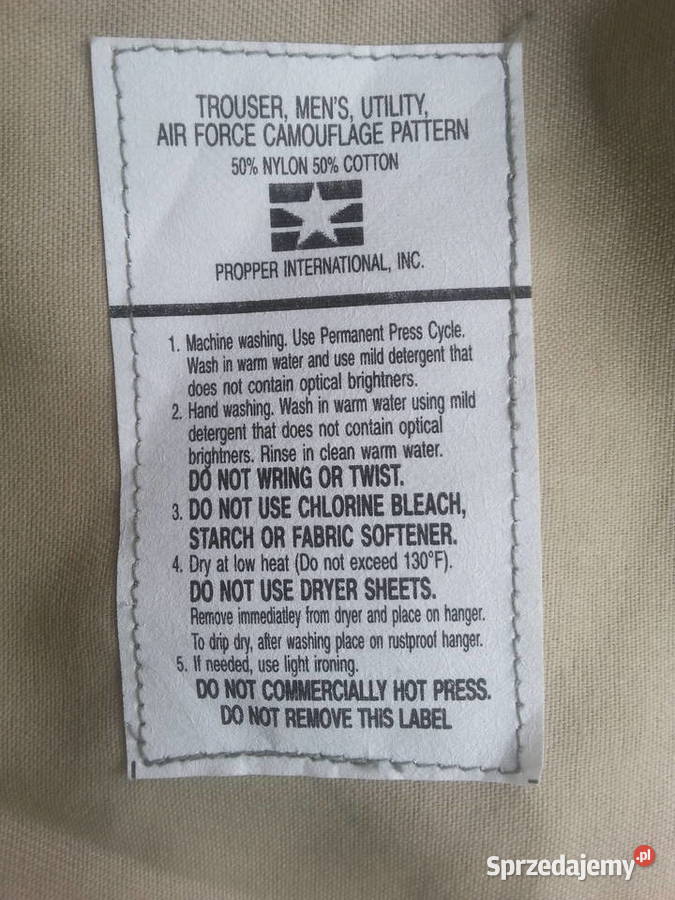 TROUSER, MEN'S, UTILITY,
AIR FORCE CAMOUFLAGE PATTERN
50% NYLON 50% COTTON
PROPPER INTERNATIONAL, INC.
1. Machine washing. Use Permanent Press Cycle.
Wash in warm water and use mild detergent that
does not contain optical brightners.
2. Hand washing. Wash in warm water using mild
detergent that does not contain optical
brightners. Rinse in clean warm water.
DO NOT WRING OR TWIST.
3. DO NOT USE CHLORINE BLEACH,
STARCH OR FABRIC SOFTENER.
4. Dry at low heat (Do not exceed 130°F).
DO NOT USE DRYER SHEETS.
Remove immediatley from dryer and place on hanger.
To drip dry, after washing place on rustproof hanger.
5. If needed, use light ironing.
DO NOT COMMERCIALLY HOT PRESS.
DO NOT REMOVE THIS LABEL
Sprzedajemy.pl